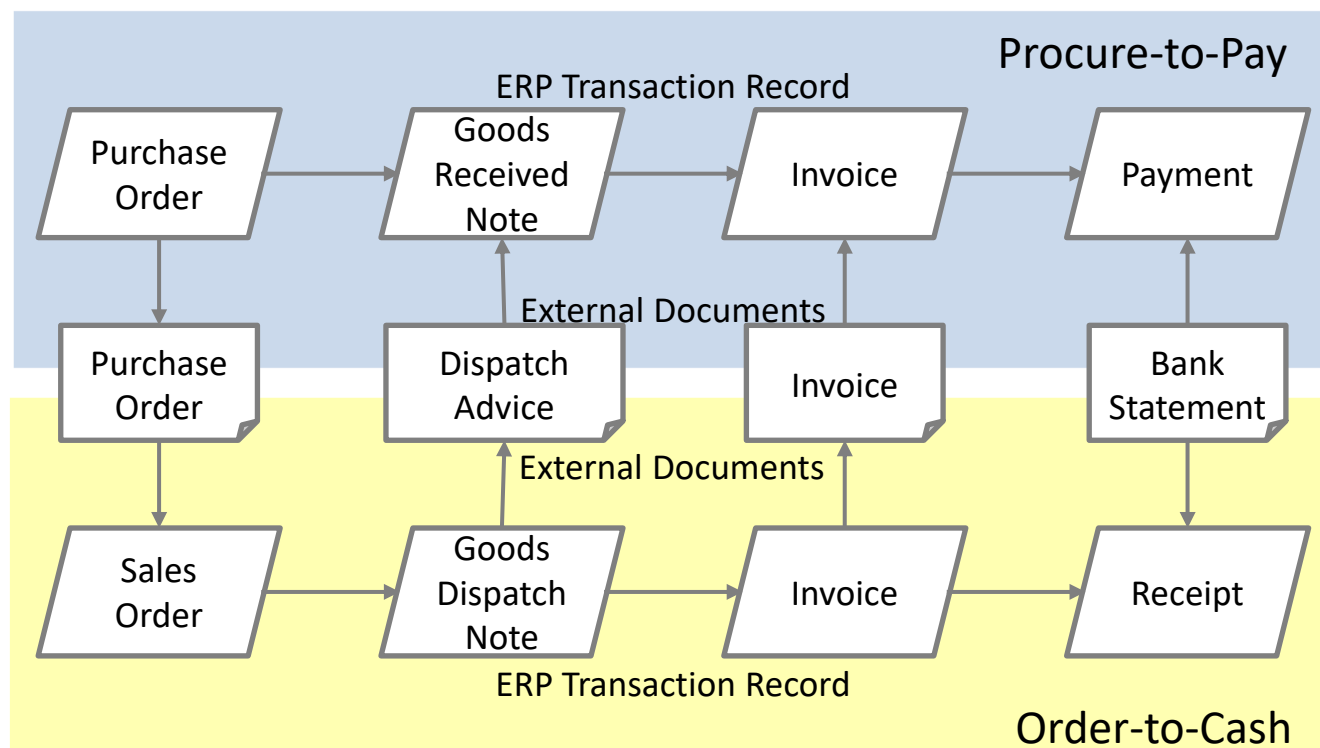 Procure-to-Pay
ERP Transaction Record
Purchase
Order
Goods
Received
Note
Invoice
Payment
External Documents
Purchase
Order
Dispatch
Advice
Invoice
Bank
Statement
External Documents
Sales
Order
Goods
Dispatch
Note
Invoice
Receipt
ERP Transaction Record
Order-to-Cash